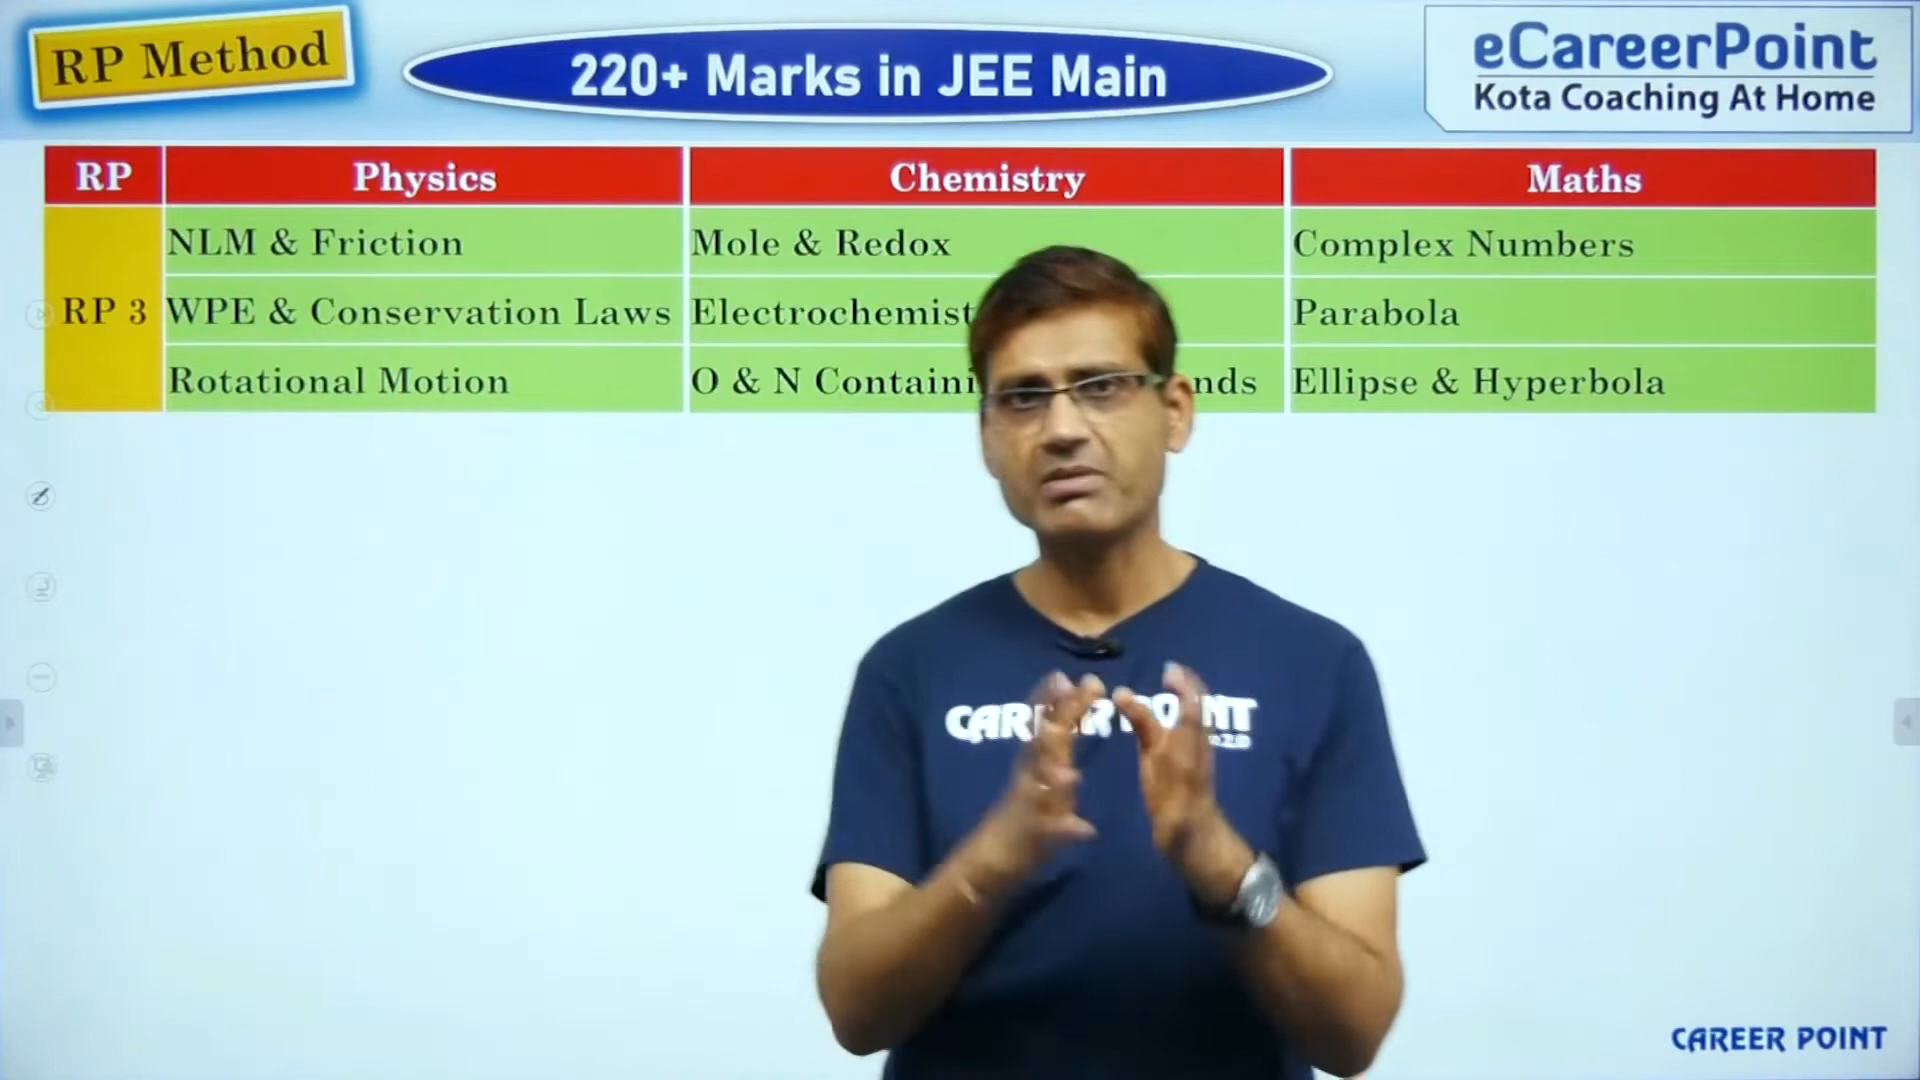 RP Method
220+ Marks in JEE Main
eCareerPoint
Kota Coaching At Home
RP Physics Chemistry Maths
RP 3
NLM & Friction Mole & Redox Complex Numbers
WPE & Conservation Laws Parabola
Rotational Motion O & N Ellipse & Hyperbola
CAREER POINT